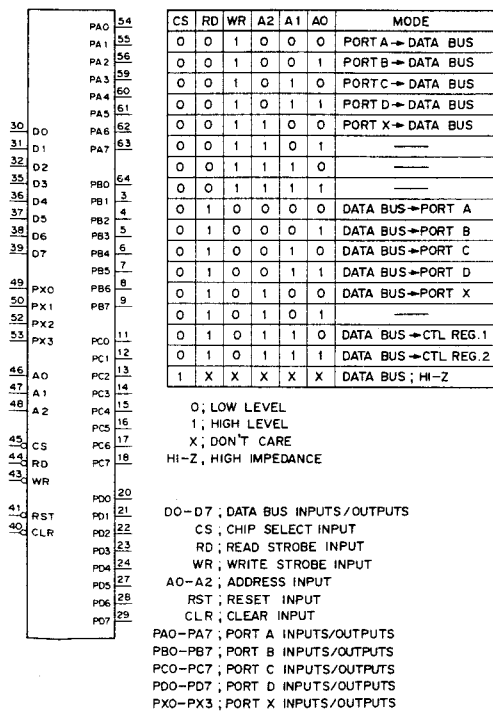 CS RD WR A2 A1 A0 MODE
0 0 1 0 0 0 PORT A → DATA BUS
0 0 1 0 0 1 PORT B → DATA BUS
0 0 1 0 1 0 PORT C → DATA BUS
0 0 1 0 1 1 PORT D → DATA BUS
0 0 1 1 0 0 PORT X → DATA BUS
0 0 1 1 0 1 —
0 0 1 1 1 0 —
0 0 1 1 1 1 —
0 1 0 0 0 0 DATA BUS → PORT A
0 1 0 0 0 1 DATA BUS → PORT B
0 1 0 0 1 0 DATA BUS → PORT C
0 1 0 0 1 1 DATA BUS → PORT D
0 1 0 1 0 0 DATA BUS → PORT X
0 1 0 1 0 1 —
0 1 0 1 1 0 DATA BUS → CTL REG.1
0 1 0 1 1 1 DATA BUS → CTL REG.2
1 X X X X X DATA BUS ; HI-Z
30 D0
31 D1
32 D2
35 D3
36 D4
37 D5
38 D6
39 D7
49 PX0
50 PX1
52 PX2
53 PX3
46 A0
47 A1
48 A2
45 CS
44 RD
43 WR
41 RST
40 CLR
PA0 54
PA1 55
PA2 56
PA3 59
PA4 60
PA5 61
PA6 62
PA7 63
PB0 64
PB1 3
PB2 4
PB3 5
PB4 6
PB5 7
PB6 8
PB7 9
PC0 11
PC1 12
PC2 13
PC3 14
PC4 15
PC5 16
PC6 17
PC7 18
PD0 20
PD1 21
PD2 22
PD3 23
PD4 24
PD5 27
PD6 28
PD7 29
0 ; LOW LEVEL
1 ; HIGH LEVEL
X ; DON'T CARE
HI-Z ; HIGH IMPEDANCE
D0-D7 ; DATA BUS INPUTS/OUTPUTS
CS ; CHIP SELECT INPUT
RD ; READ STROBE INPUT
WR ; WRITE STROBE INPUT
A0-A2 ; ADDRESS INPUT
RST ; RESET INPUT
CLR ; CLEAR INPUT
PA0-PA7 ; PORT A INPUTS/OUTPUTS
PB0-PB7 ; PORT B INPUTS/OUTPUTS
PC0-PC7 ; PORT C INPUTS/OUTPUTS
PD0-PD7 ; PORT D INPUTS/OUTPUTS
PX0-PX3 ; PORT X INPUTS/OUTPUTS